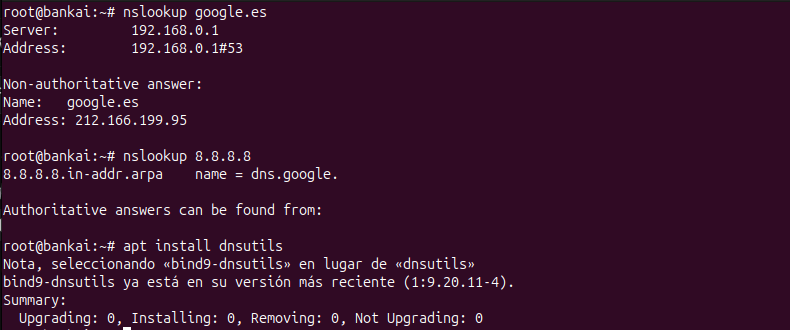 root@bankai:~# nslookup google.es
Server:         192.168.0.1
Address:        192.168.0.1#53

Non-authoritative answer:
Name:   google.es
Address: 212.166.199.95

root@bankai:~# nslookup 8.8.8.8
8.8.8.8.in-addr.arpa    name = dns.google.

Authoritative answers can be found from:

root@bankai:~# apt install dnsutils
Nota, seleccionando «bind9-dnsutils» en lugar de «dnsutils»
bind9-dnsutils ya está en su versión más reciente (1:9.20.11-4).
Summary:
  Upgrading: 0, Installing: 0, Removing: 0, Not Upgrading: 0